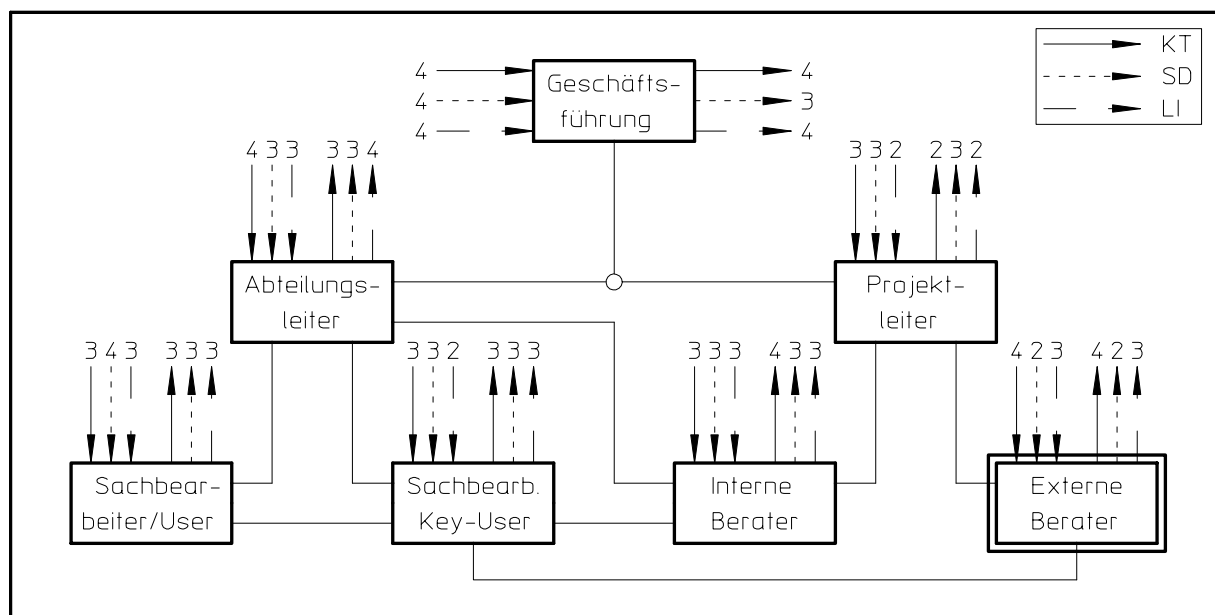 KT
4 Geschäfts- 4
SD
4 führung 3
LI
4 4
4 3 3 3 3 4
3 3 2 2 3 2
Abteilungs-
leiter
Projekt-
leiter
3 4 3 3 3 3
3 3 2 3 3 3
3 3 3 4 3 3
4 2 3 4 2 3
Sachbear-
beiter/User
Sachbearb.
Key-User
Interne
Berater
Externe
Berater